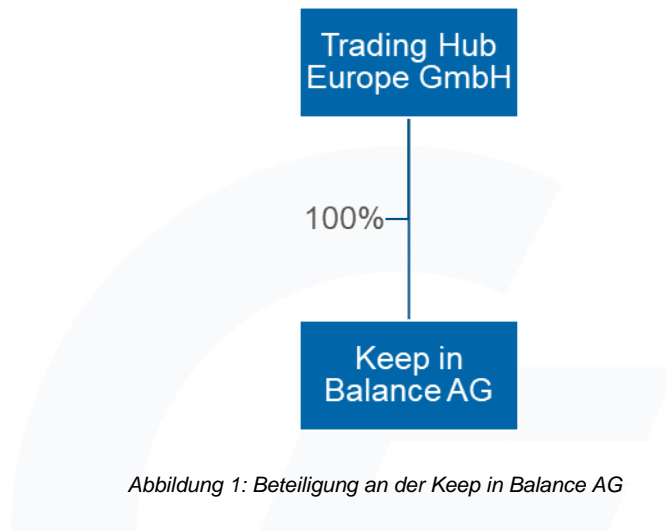 Trading Hub
Europe GmbH
100%
Keep in
Balance AG
Abbildung 1: Beteiligung an der Keep in Balance AG